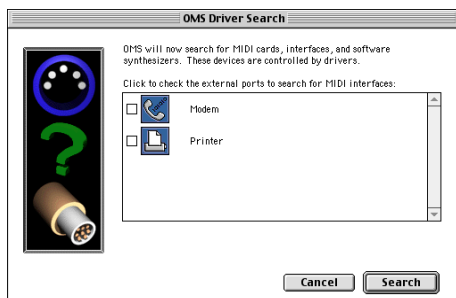 OMS Driver Search
OMS will now search for MIDI cards, interfaces, and software
synthesizers. These devices are controlled by drivers.
Click to check the external ports to search for MIDI interfaces:
Modem
Printer
Cancel Search